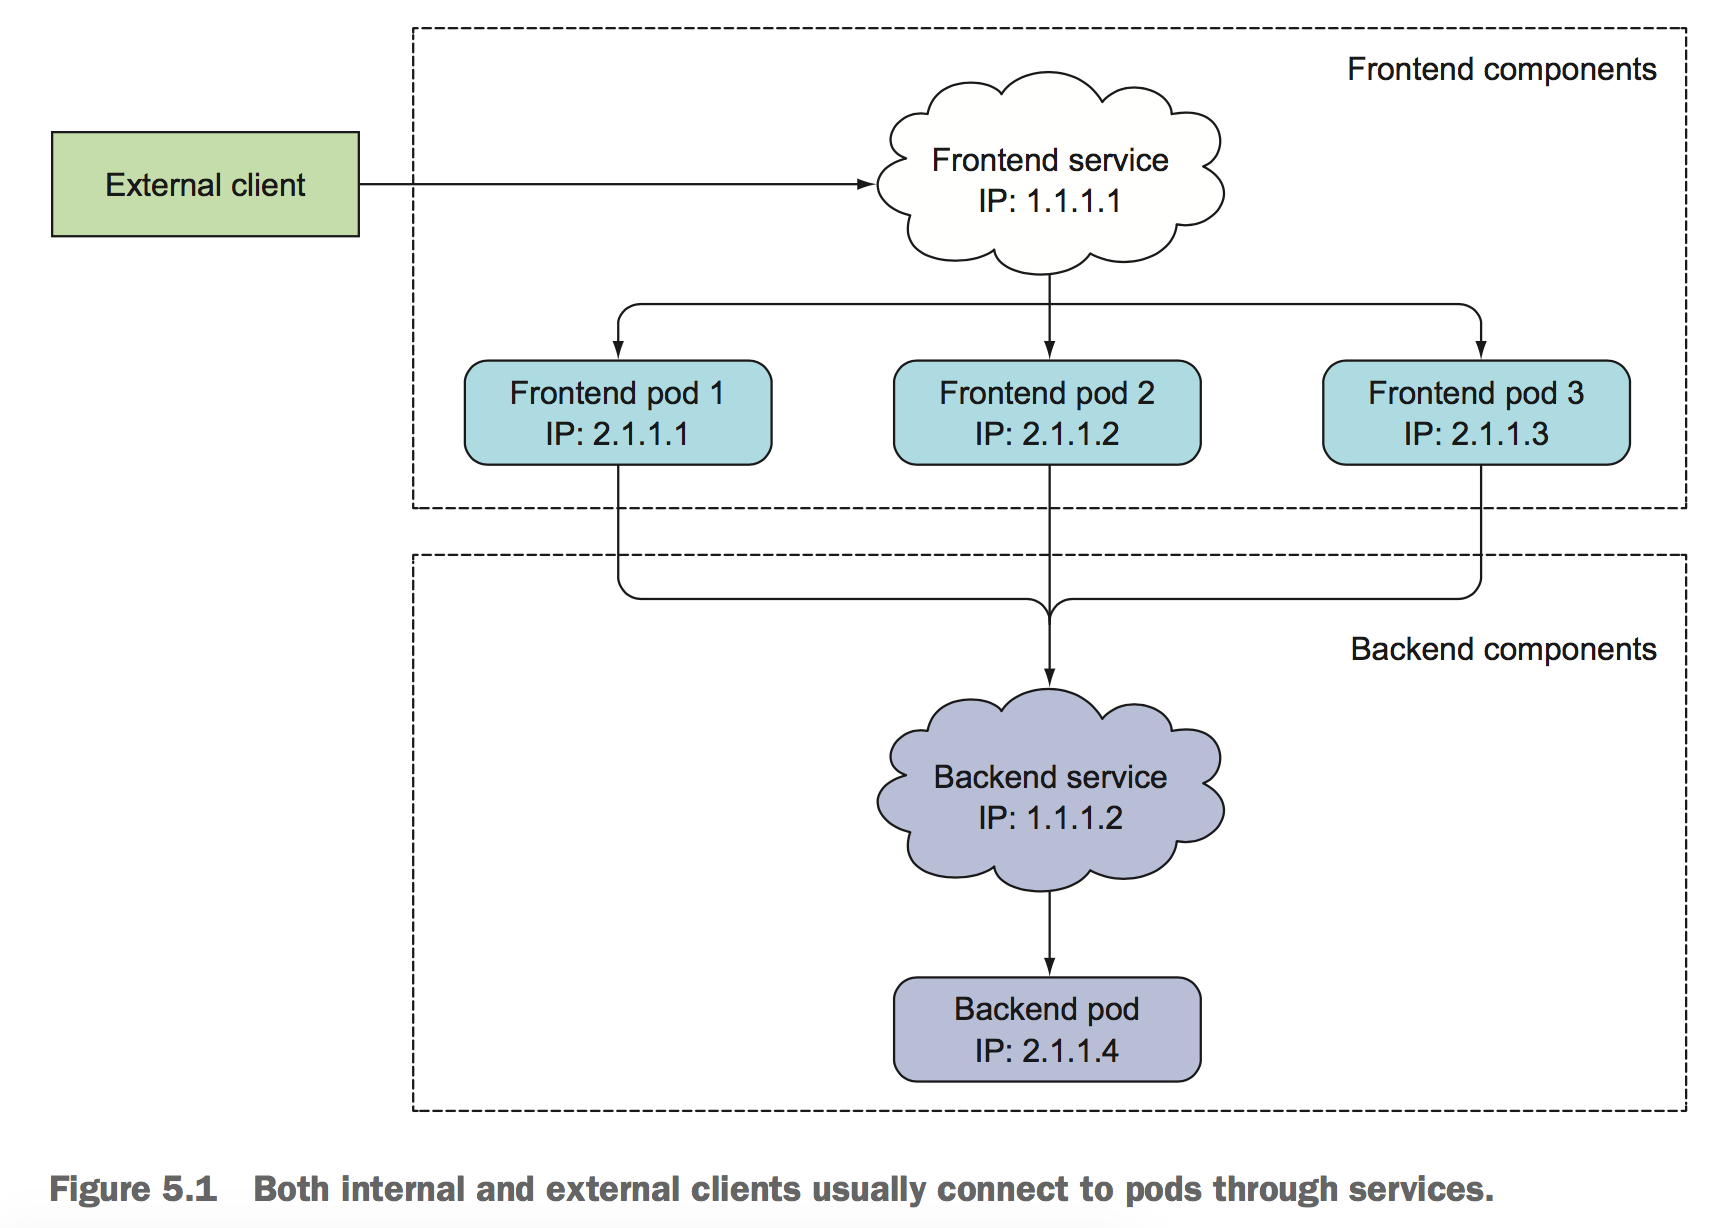 Frontend components
External client
Frontend service
IP: 1.1.1.1
Frontend pod 1
IP: 2.1.1.1
Frontend pod 2
IP: 2.1.1.2
Frontend pod 3
IP: 2.1.1.3
Backend components
Backend service
IP: 1.1.1.2
Backend pod
IP: 2.1.1.4
Figure 5.1 Both internal and external clients usually connect to pods through services.